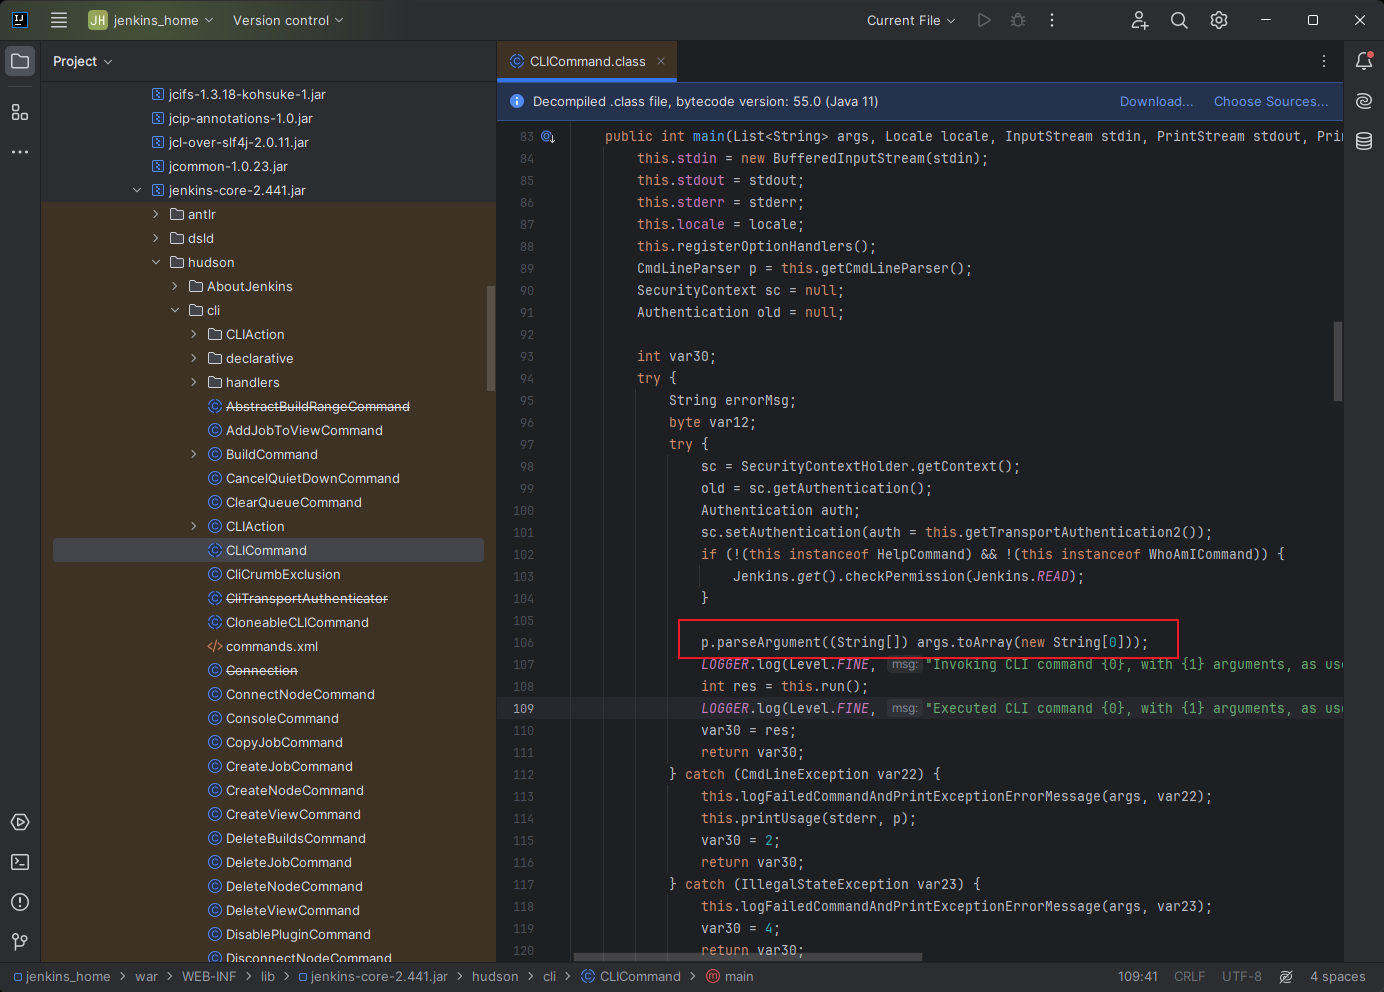 JH jenkins_home Version control Current File
Project
CLICommand.class
jcifs-1.3.18-kohsuke-1.jar
jcip-annotations-1.0.jar
jcl-over-slf4j-2.0.11.jar
jcommon-1.0.23.jar
jenkins-core-2.441.jar
antlr
dsld
hudson
AboutJenkins
cli
CLIAction
declarative
handlers
AbstractBuildRangeCommand
AddJobToViewCommand
BuildCommand
CancelQuietDownCommand
ClearQueueCommand
CLIAction
CLICommand
CliCrumbExclusion
CliTransportAuthenticator
CloneableCLICommand
commands.xml
Connection
ConnectNodeCommand
ConsoleCommand
CopyJobCommand
CreateJobCommand
CreateNodeCommand
CreateViewCommand
DeleteBuildsCommand
DeleteJobCommand
DeleteNodeCommand
DeleteViewCommand
DisablePluginCommand
DisconnectNodeCommand
Decompiled .class file, bytecode version: 55.0 (Java 11) Download... Choose Sources...
83 public int main(List<String> args, Locale locale, InputStream stdin, PrintStream stdout, Prin
84 this.stdin = new BufferedInputStream(stdin);
85 this.stdout = stdout;
86 this.stderr = stderr;
87 this.locale = locale;
88 this.registerOptionHandlers();
89 CmdLineParser p = this.getCmdLineParser();
90 SecurityContext sc = null;
91 Authentication old = null;
92
93 int var30;
94 try {
95 String errorMsg;
96 byte var12;
97 try {
98 sc = SecurityContextHolder.getContext();
99 old = sc.getAuthentication();
100 Authentication auth;
101 sc.setAuthentication(auth = this.getTransportAuthentication2());
102 if (!(this instanceof HelpCommand) && !(this instanceof WhoAmICommand)) {
103 Jenkins.get().checkPermission(Jenkins.READ);
104 }
105
106 p.parseArgument((String[]) args.toArray(new String[0]));
107 LOGGER.log(Level.FINE, msg: "Invoking CLI command {0}, with {1} arguments, as use
108 int res = this.run();
109 LOGGER.log(Level.FINE, msg: "Executed CLI command {0}, with {1} arguments, as use
110 var30 = res;
111 return var30;
112 } catch (CmdLineException var22) {
113 this.logFailedCommandAndPrintExceptionErrorMessage(args, var22);
114 this.printUsage(stderr, p);
115 var30 = 2;
116 return var30;
117 } catch (IllegalStateException var23) {
118 this.logFailedCommandAndPrintExceptionErrorMessage(args, var23);
119 var30 = 4;
120 return var30;
jenkins_home > war > WEB-INF > lib > jenkins-core-2.441.jar > hudson > cli > CLICommand > main 109:41 CRLF UTF-8 4 spaces